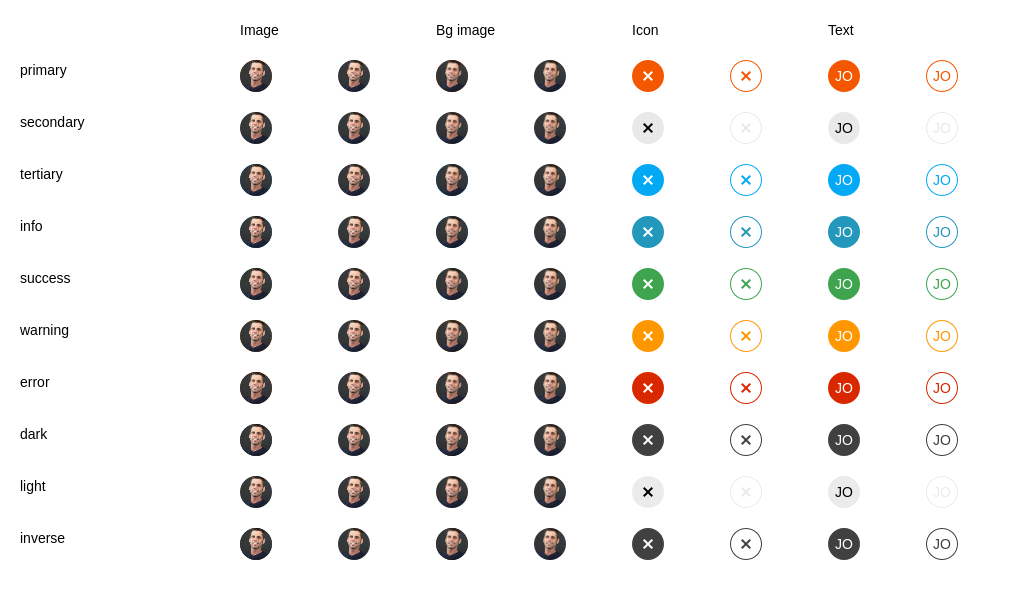 Image Bg image Icon Text
primary JO JO
secondary JO JO
tertiary JO JO
info JO JO
success JO JO
warning JO JO
error JO JO
dark JO JO
light JO JO
inverse JO JO